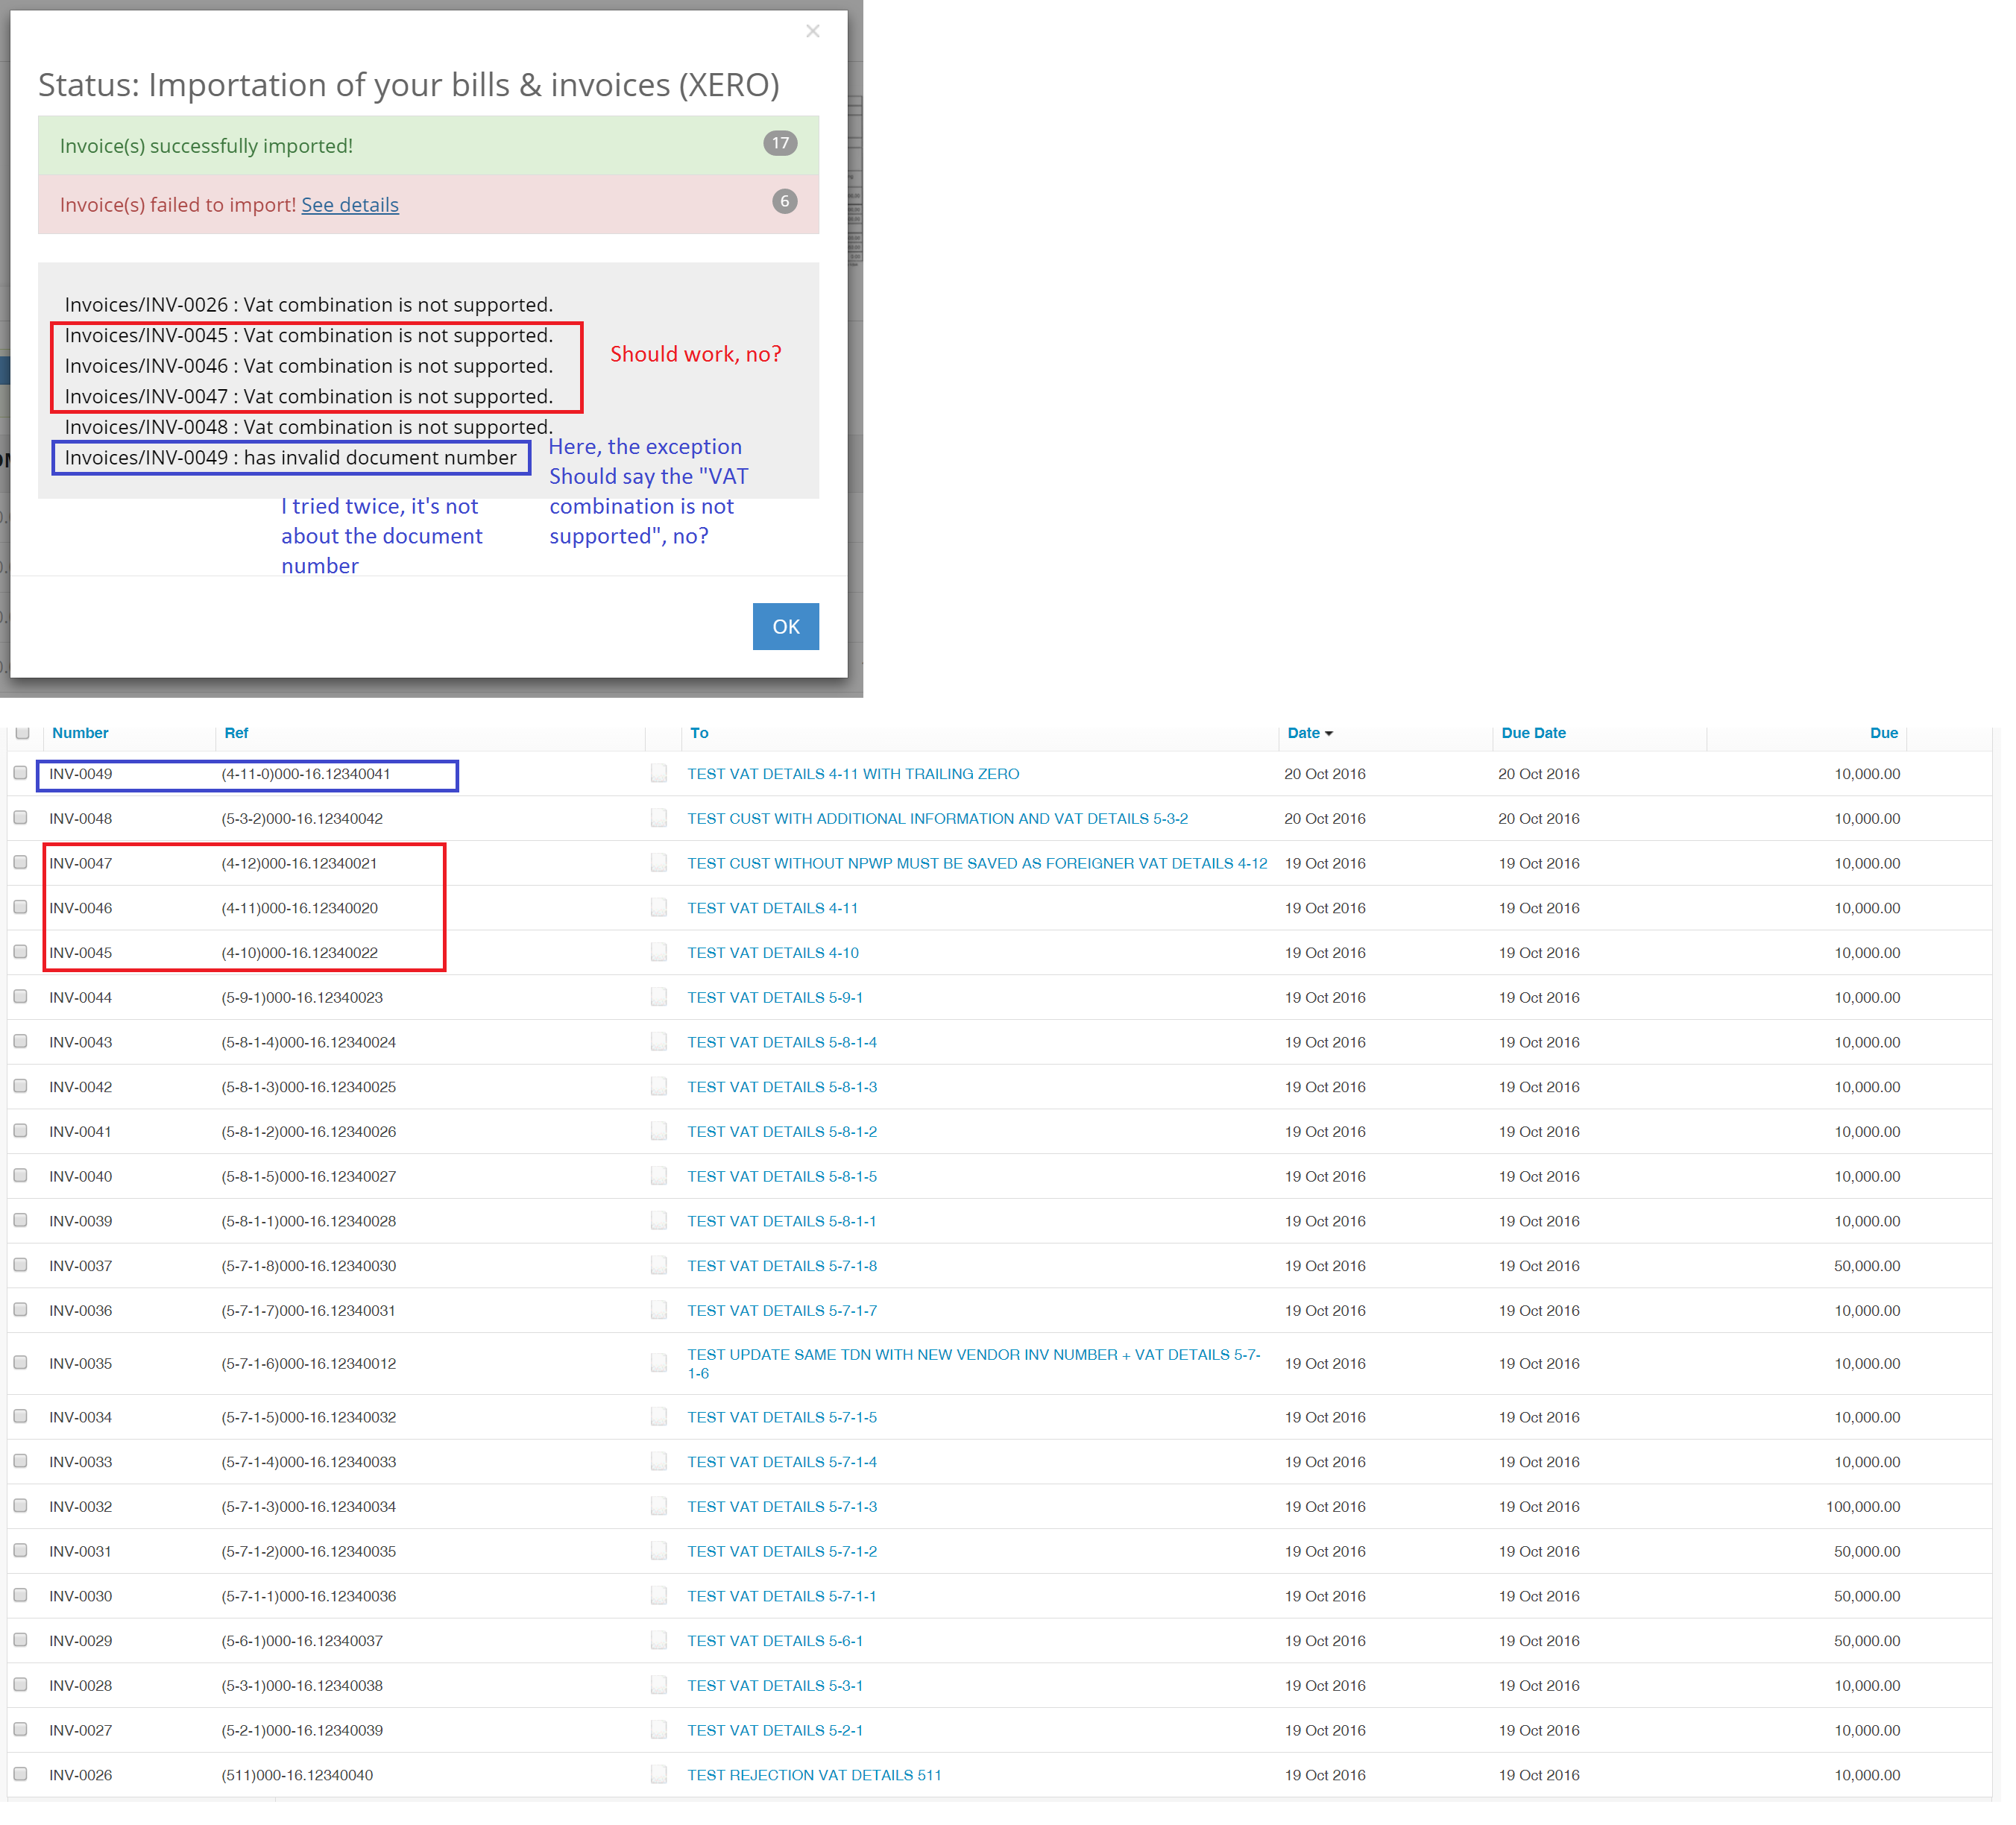 ×
Status: Importation of your bills & invoices (XERO)
Invoice(s) successfully imported! 17
Invoice(s) failed to import! See details 6
Invoices/INV-0026 : Vat combination is not supported.
Invoices/INV-0045 : Vat combination is not supported.
Invoices/INV-0046 : Vat combination is not supported.
Invoices/INV-0047 : Vat combination is not supported.
Invoices/INV-0048 : Vat combination is not supported.
Invoices/INV-0049 : has invalid document number
Should work, no?
Here, the exception
Should say the "VAT
combination is not
supported", no?
I tried twice, it's not
about the document
number
OK
Number Ref To Date Due Date Due
INV-0049 (4-11-0)000-16.12340041 TEST VAT DETAILS 4-11 WITH TRAILING ZERO 20 Oct 2016 20 Oct 2016 10,000.00
INV-0048 (5-3-2)000-16.12340042 TEST CUST WITH ADDITIONAL INFORMATION AND VAT DETAILS 5-3-2 20 Oct 2016 20 Oct 2016 10,000.00
INV-0047 (4-12)000-16.12340021 TEST CUST WITHOUT NPWP MUST BE SAVED AS FOREIGNER VAT DETAILS 4-12 19 Oct 2016 19 Oct 2016 10,000.00
INV-0046 (4-11)000-16.12340020 TEST VAT DETAILS 4-11 19 Oct 2016 19 Oct 2016 10,000.00
INV-0045 (4-10)000-16.12340022 TEST VAT DETAILS 4-10 19 Oct 2016 19 Oct 2016 10,000.00
INV-0044 (5-9-1)000-16.12340023 TEST VAT DETAILS 5-9-1 19 Oct 2016 19 Oct 2016 10,000.00
INV-0043 (5-8-1-4)000-16.12340024 TEST VAT DETAILS 5-8-1-4 19 Oct 2016 19 Oct 2016 10,000.00
INV-0042 (5-8-1-3)000-16.12340025 TEST VAT DETAILS 5-8-1-3 19 Oct 2016 19 Oct 2016 10,000.00
INV-0041 (5-8-1-2)000-16.12340026 TEST VAT DETAILS 5-8-1-2 19 Oct 2016 19 Oct 2016 10,000.00
INV-0040 (5-8-1-5)000-16.12340027 TEST VAT DETAILS 5-8-1-5 19 Oct 2016 19 Oct 2016 10,000.00
INV-0039 (5-8-1-1)000-16.12340028 TEST VAT DETAILS 5-8-1-1 19 Oct 2016 19 Oct 2016 10,000.00
INV-0037 (5-7-1-8)000-16.12340030 TEST VAT DETAILS 5-7-1-8 19 Oct 2016 19 Oct 2016 50,000.00
INV-0036 (5-7-1-7)000-16.12340031 TEST VAT DETAILS 5-7-1-7 19 Oct 2016 19 Oct 2016 10,000.00
INV-0035 (5-7-1-6)000-16.12340012 TEST UPDATE SAME TDN WITH NEW VENDOR INV NUMBER + VAT DETAILS 5-7- 19 Oct 2016 19 Oct 2016 10,000.00
1-6
INV-0034 (5-7-1-5)000-16.12340032 TEST VAT DETAILS 5-7-1-5 19 Oct 2016 19 Oct 2016 10,000.00
INV-0033 (5-7-1-4)000-16.12340033 TEST VAT DETAILS 5-7-1-4 19 Oct 2016 19 Oct 2016 10,000.00
INV-0032 (5-7-1-3)000-16.12340034 TEST VAT DETAILS 5-7-1-3 19 Oct 2016 19 Oct 2016 100,000.00
INV-0031 (5-7-1-2)000-16.12340035 TEST VAT DETAILS 5-7-1-2 19 Oct 2016 19 Oct 2016 50,000.00
INV-0030 (5-7-1-1)000-16.12340036 TEST VAT DETAILS 5-7-1-1 19 Oct 2016 19 Oct 2016 50,000.00
INV-0029 (5-6-1)000-16.12340037 TEST VAT DETAILS 5-6-1 19 Oct 2016 19 Oct 2016 50,000.00
INV-0028 (5-3-1)000-16.12340038 TEST VAT DETAILS 5-3-1 19 Oct 2016 19 Oct 2016 10,000.00
INV-0027 (5-2-1)000-16.12340039 TEST VAT DETAILS 5-2-1 19 Oct 2016 19 Oct 2016 10,000.00
INV-0026 (511)000-16.12340040 TEST REJECTION VAT DETAILS 511 19 Oct 2016 19 Oct 2016 10,000.00